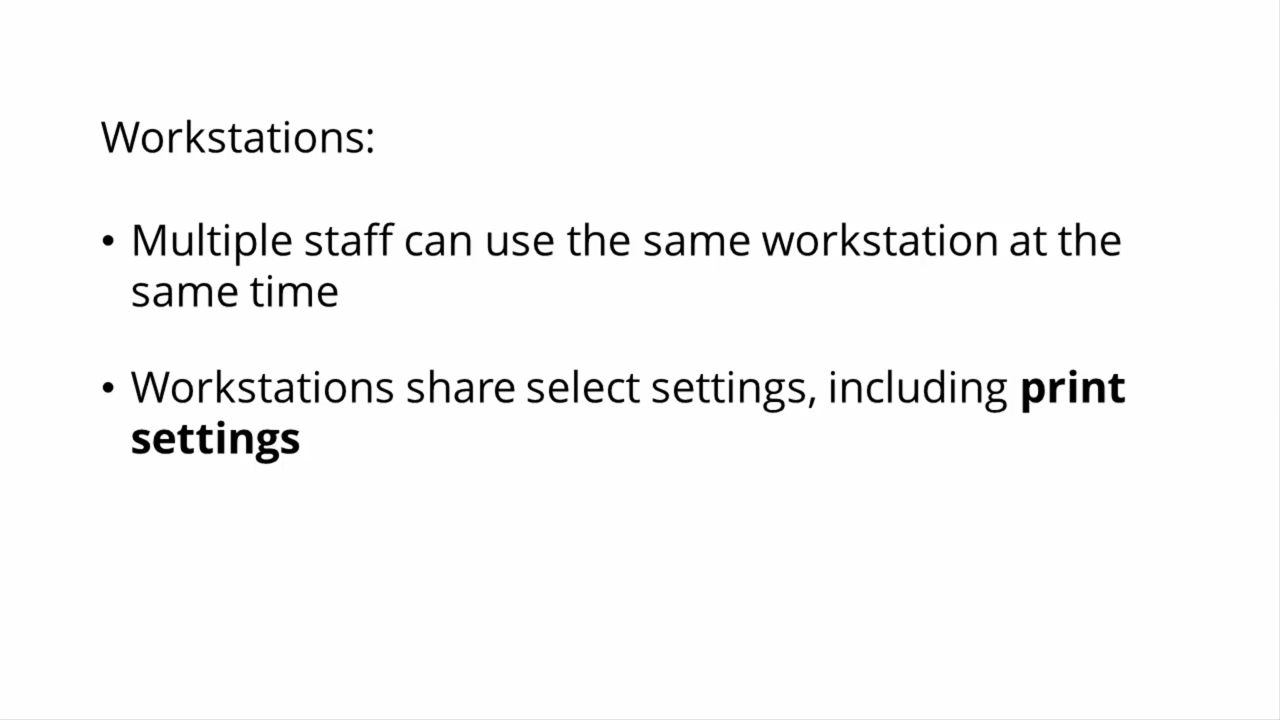 Workstations:
• Multiple staff can use the same workstation at the
same time
• Workstations share select settings, including print
settings